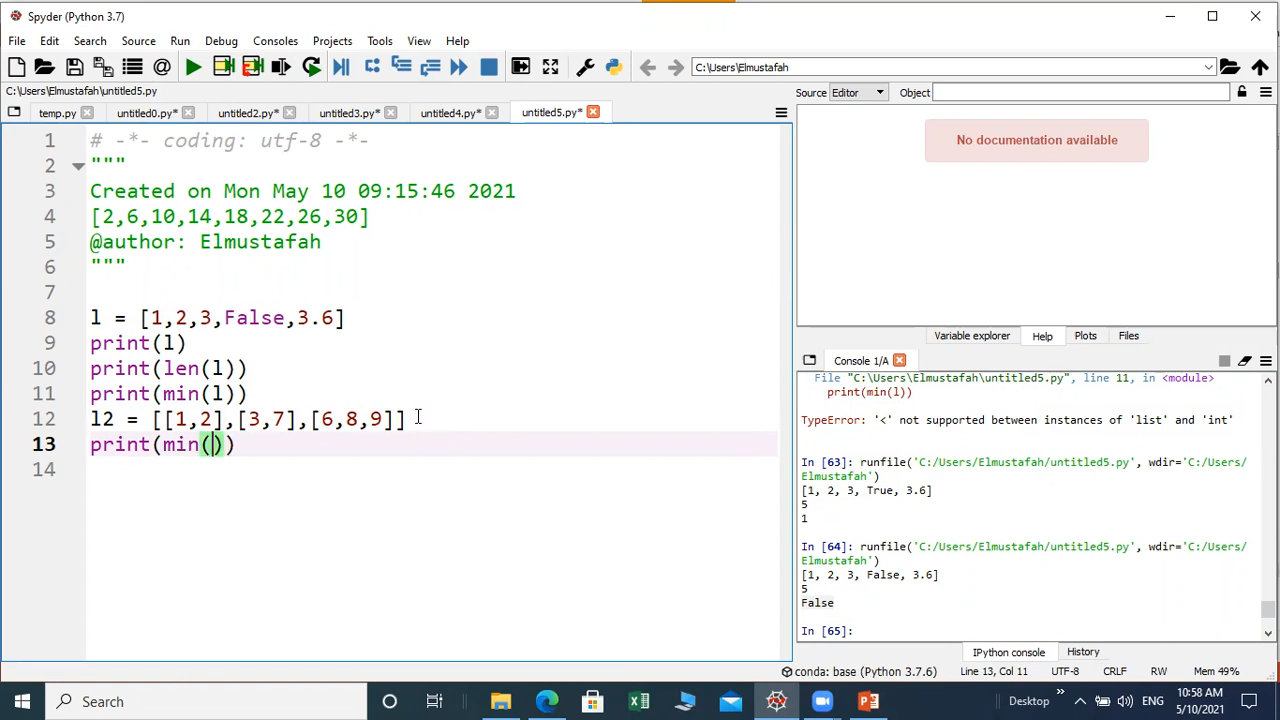 Spyder (Python 3.7)
File Edit Search Source Run Debug Consoles Projects Tools View Help
C:\Users\Elmustafah
C:\Users\Elmustafah\untitled5.py
Source Editor Object
temp.py untitled0.py* untitled2.py* untitled3.py* untitled4.py* untitled5.py*
No documentation available
1 # -*- coding: utf-8 -*-
2 """
3 Created on Mon May 10 09:15:46 2021
4 [2,6,10,14,18,22,26,30]
5 @author: Elmustafah
6 """
7
8 l = [1,2,3,False,3.6]
9 print(l)
10 print(len(l))
11 print(min(l))
12 l2 = [[1,2],[3,7],[6,8,9]]
13 print(min())
14
Variable explorer Help Plots Files
Console 1/A
File "C:\Users\Elmustafah\untitled5.py", line 11, in <module>
print(min(l))
TypeError: '<' not supported between instances of 'list' and 'int'
In [63]: runfile('C:/Users/Elmustafah/untitled5.py', wdir='C:/Users/
Elmustafah')
[1, 2, 3, True, 3.6]
5
1
In [64]: runfile('C:/Users/Elmustafah/untitled5.py', wdir='C:/Users/
Elmustafah')
[1, 2, 3, False, 3.6]
5
False
In [65]:
IPython console History
conda: base (Python 3.7.6) Line 13, Col 11 UTF-8 CRLF RW Mem 49%
Search
Desktop ENG
10:58 AM
5/10/2021